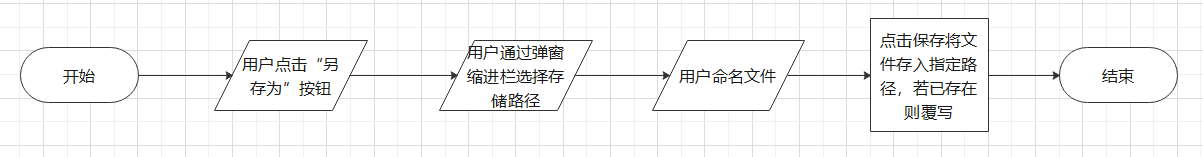 开始
用户点击“另
存为”按钮
用户通过弹窗
缩进栏选择存
储路径
用户命名文件
点击保存将文
件存入指定路
径，若已存在
则覆写
结束